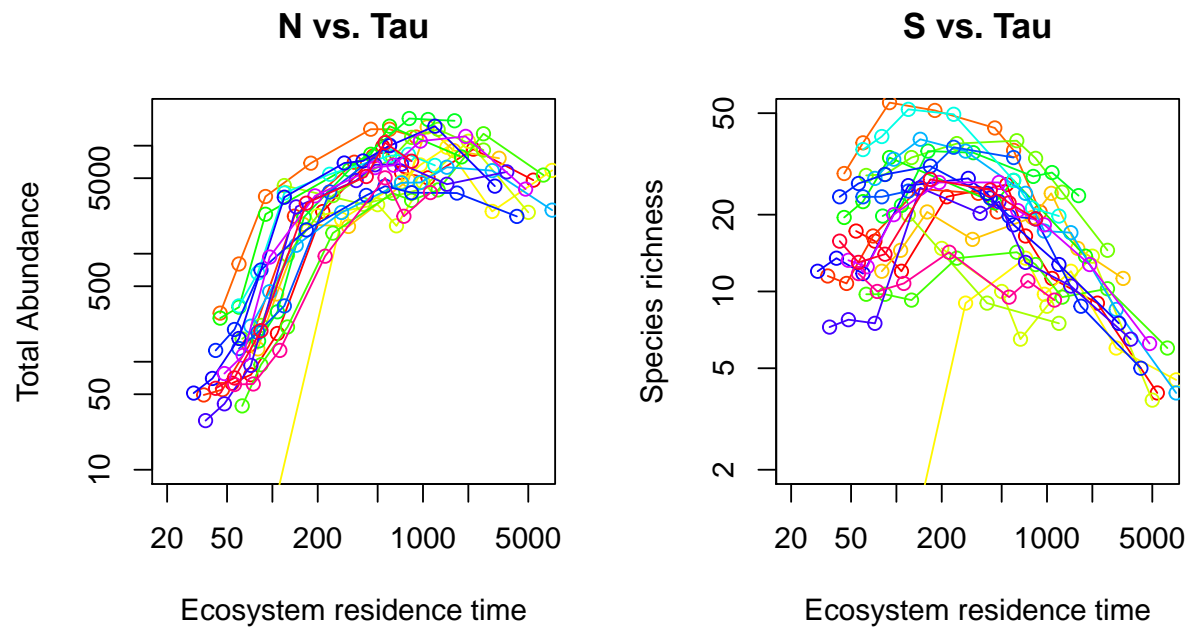 N vs. Tau
S vs. Tau
Total Abundance
10 50 500 5000
20 50 200 1000 5000
Ecosystem residence time
Species richness
2 5 10 20 50
20 50 200 1000 5000
Ecosystem residence time